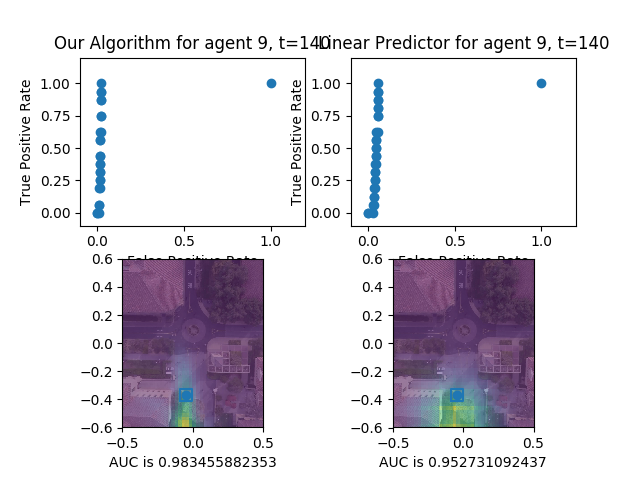 Our Algorithm for agent 9, t=140
Linear Predictor for agent 9, t=140
True Positive Rate
1.00
0.75
0.50
0.25
0.00
0.0 0.5 1.0
False Positive Rate
True Positive Rate
1.00
0.75
0.50
0.25
0.00
0.0 0.5 1.0
False Positive Rate
0.6
0.4
0.2
0.0
−0.2
−0.4
−0.6
−0.5 0.0 0.5
AUC is 0.983455882353
0.6
0.4
0.2
0.0
−0.2
−0.4
−0.6
−0.5 0.0 0.5
AUC is 0.952731092437